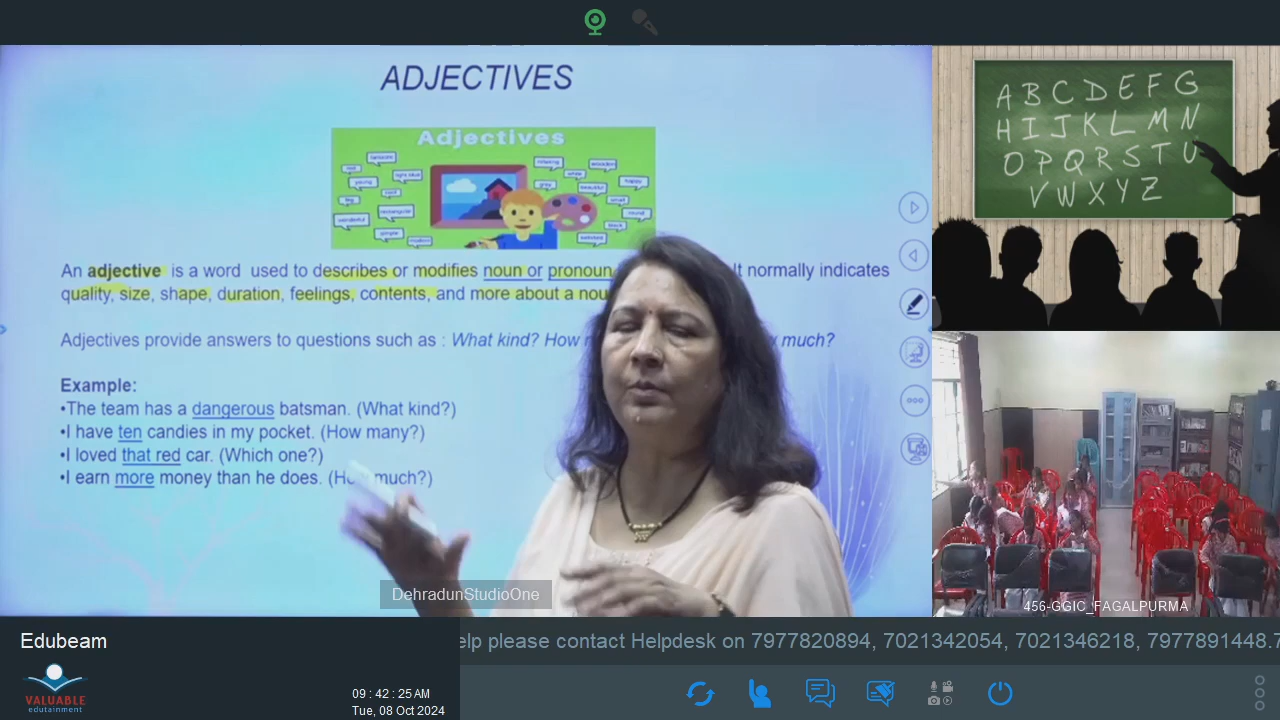 ADJECTIVES
Adjectives
An adjective is a word used to describes or modifies noun or pronoun
It normally indicates
quality, size, shape, duration, feelings, contents, and more about a nou
Adjectives provide answers to questions such as : What kind? How
much?
Example:
•The team has a dangerous batsman. (What kind?)
•I have ten candies in my pocket. (How many?)
•I loved that red car. (Which one?)
•I earn more money than he does. (Ho much?)
A B C D E F G
H I J K L M N
O P Q R S T U
V W X Y Z
DehradunStudioOne
456-GGIC_FAGALPURMA
Edubeam
elp please contact Helpdesk on 7977820894, 7021342054, 7021346218, 7977891448.7
VALUABLE
edutainment
09 : 42 : 25 AM
Tue, 08 Oct 2024